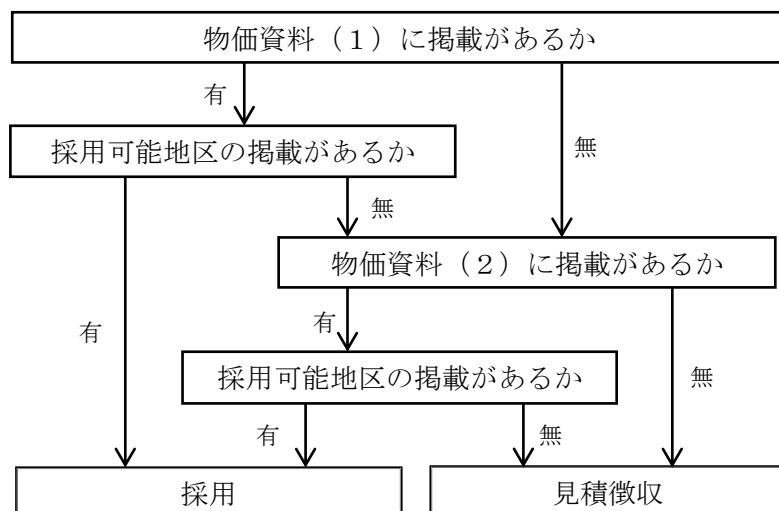 物価資料（１）に掲載があるか
有
採用可能地区の掲載があるか
無
無
物価資料（２）に掲載があるか
有
有
採用可能地区の掲載があるか
無
有
無
採用
見積徴収